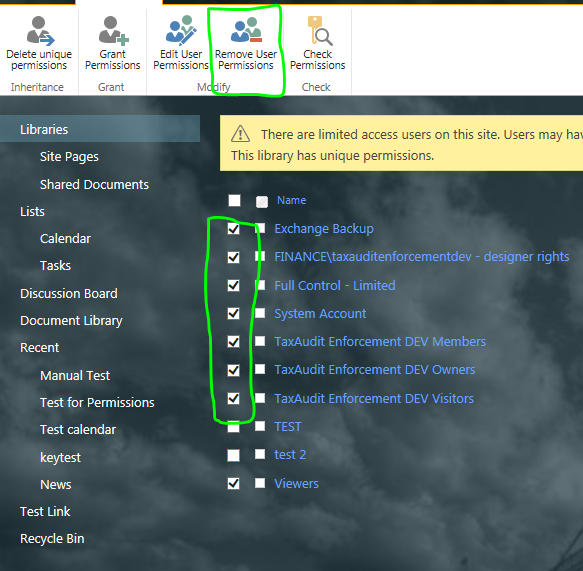 Delete unique permissions
Grant Permissions
Edit User Permissions
Remove User Permissions
Check Permissions
Inheritance
Grant
Modify
Check
Libraries
Site Pages
Shared Documents
Lists
Calendar
Tasks
Discussion Board
Document Library
Recent
Manual Test
Test for Permissions
Test calendar
keytest
News
Test Link
Recycle Bin
There are limited access users on this site. Users may hav
This library has unique permissions.
Name
Exchange Backup
FINANCE\taxauditenforcementdev - designer rights
Full Control - Limited
System Account
TaxAudit Enforcement DEV Members
TaxAudit Enforcement DEV Owners
TaxAudit Enforcement DEV Visitors
TEST
test 2
Viewers